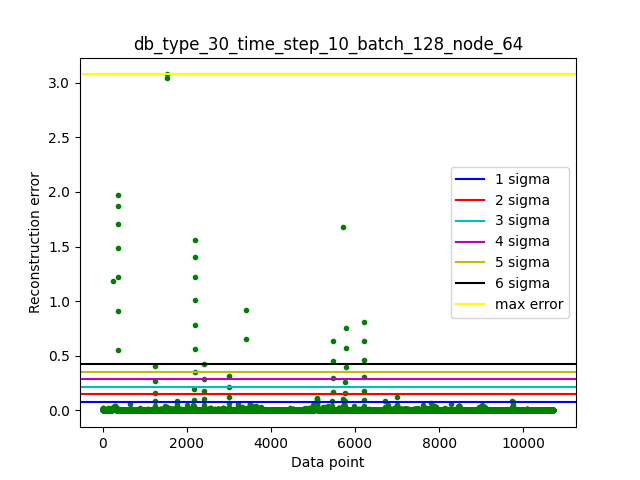 db_type_30_time_step_10_batch_128_node_64
3.0
2.5
2.0
1.5
1.0
0.5
0.0
Reconstruction error
1 sigma
2 sigma
3 sigma
4 sigma
5 sigma
6 sigma
max error
0 2000 4000 6000 8000 10000
Data point